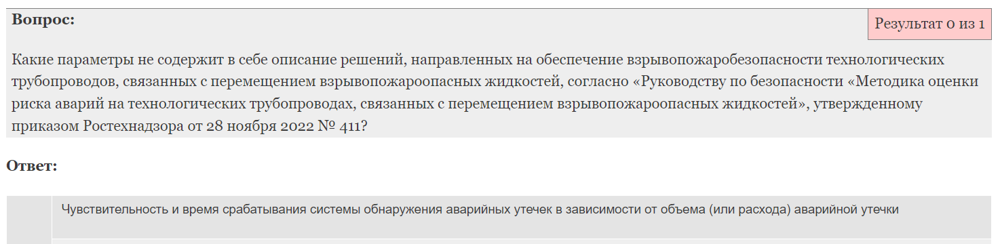 Вопрос:
Результат 0 из 1
Какие параметры не содержит в себе описание решений, направленных на обеспечение взрывопожаробезопасности технологических
трубопроводов, связанных с перемещением взрывопожароопасных жидкостей, согласно «Руководству по безопасности «Методика оценки
риска аварий на технологических трубопроводах, связанных с перемещением взрывопожароопасных жидкостей», утвержденному
приказом Ростехнадзора от 28 ноября 2022 № 411?
Ответ:
Чувствительность и время срабатывания системы обнаружения аварийных утечек в зависимости от объема (или расхода) аварийной утечки